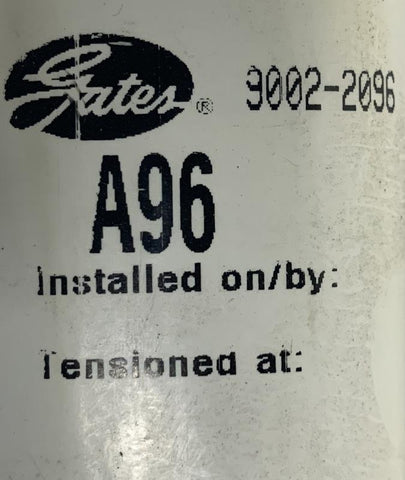 Gates® 9002-2096
A96
Installed on/by:
Tensioned at: